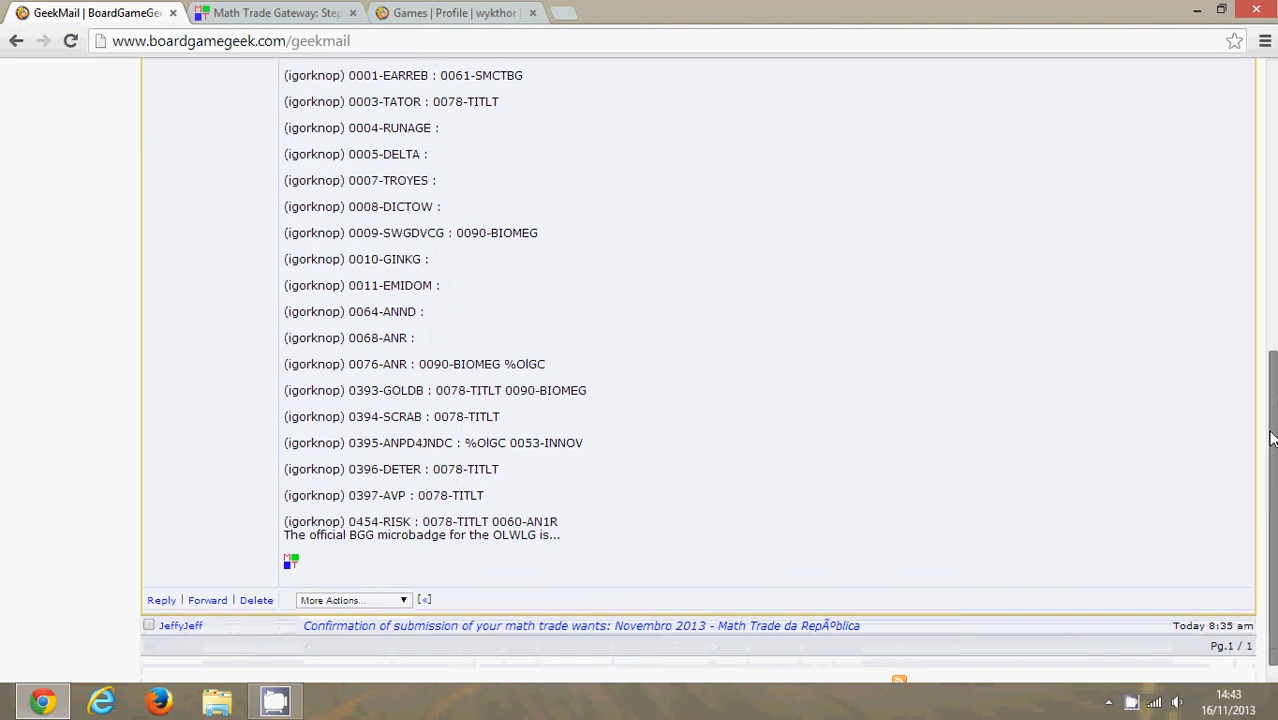 GeekMail | BoardGameGe
Math Trade Gateway: Step
Games | Profile | wykthor |
www.boardgamegeek.com/geekmail
(igorknop) 0001-EARREB : 0061-SMCTBG
(igorknop) 0003-TATOR : 0078-TITLT
(igorknop) 0004-RUNAGE :
(igorknop) 0005-DELTA :
(igorknop) 0007-TROYES :
(igorknop) 0008-DICTOW :
(igorknop) 0009-SWGDVCG : 0090-BIOMEG
(igorknop) 0010-GINKG :
(igorknop) 0011-EMIDOM :
(igorknop) 0064-ANND :
(igorknop) 0068-ANR :
(igorknop) 0076-ANR : 0090-BIOMEG %OlGC
(igorknop) 0393-GOLDB : 0078-TITLT 0090-BIOMEG
(igorknop) 0394-SCRAB : 0078-TITLT
(igorknop) 0395-ANPD4JNDC : %OlGC 0053-INNOV
(igorknop) 0396-DETER : 0078-TITLT
(igorknop) 0397-AVP : 0078-TITLT
(igorknop) 0454-RISK : 0078-TITLT 0060-AN1R
The official BGG microbadge for the OLWLG is...
M T
Reply | Forward | Delete More Actions... [«]
JeffyJeff Confirmation of submission of your math trade wants: Novembro 2013 - Math Trade da RepÃºblica Today 8:35 am
Pg.1 / 1
14:43
16/11/2013